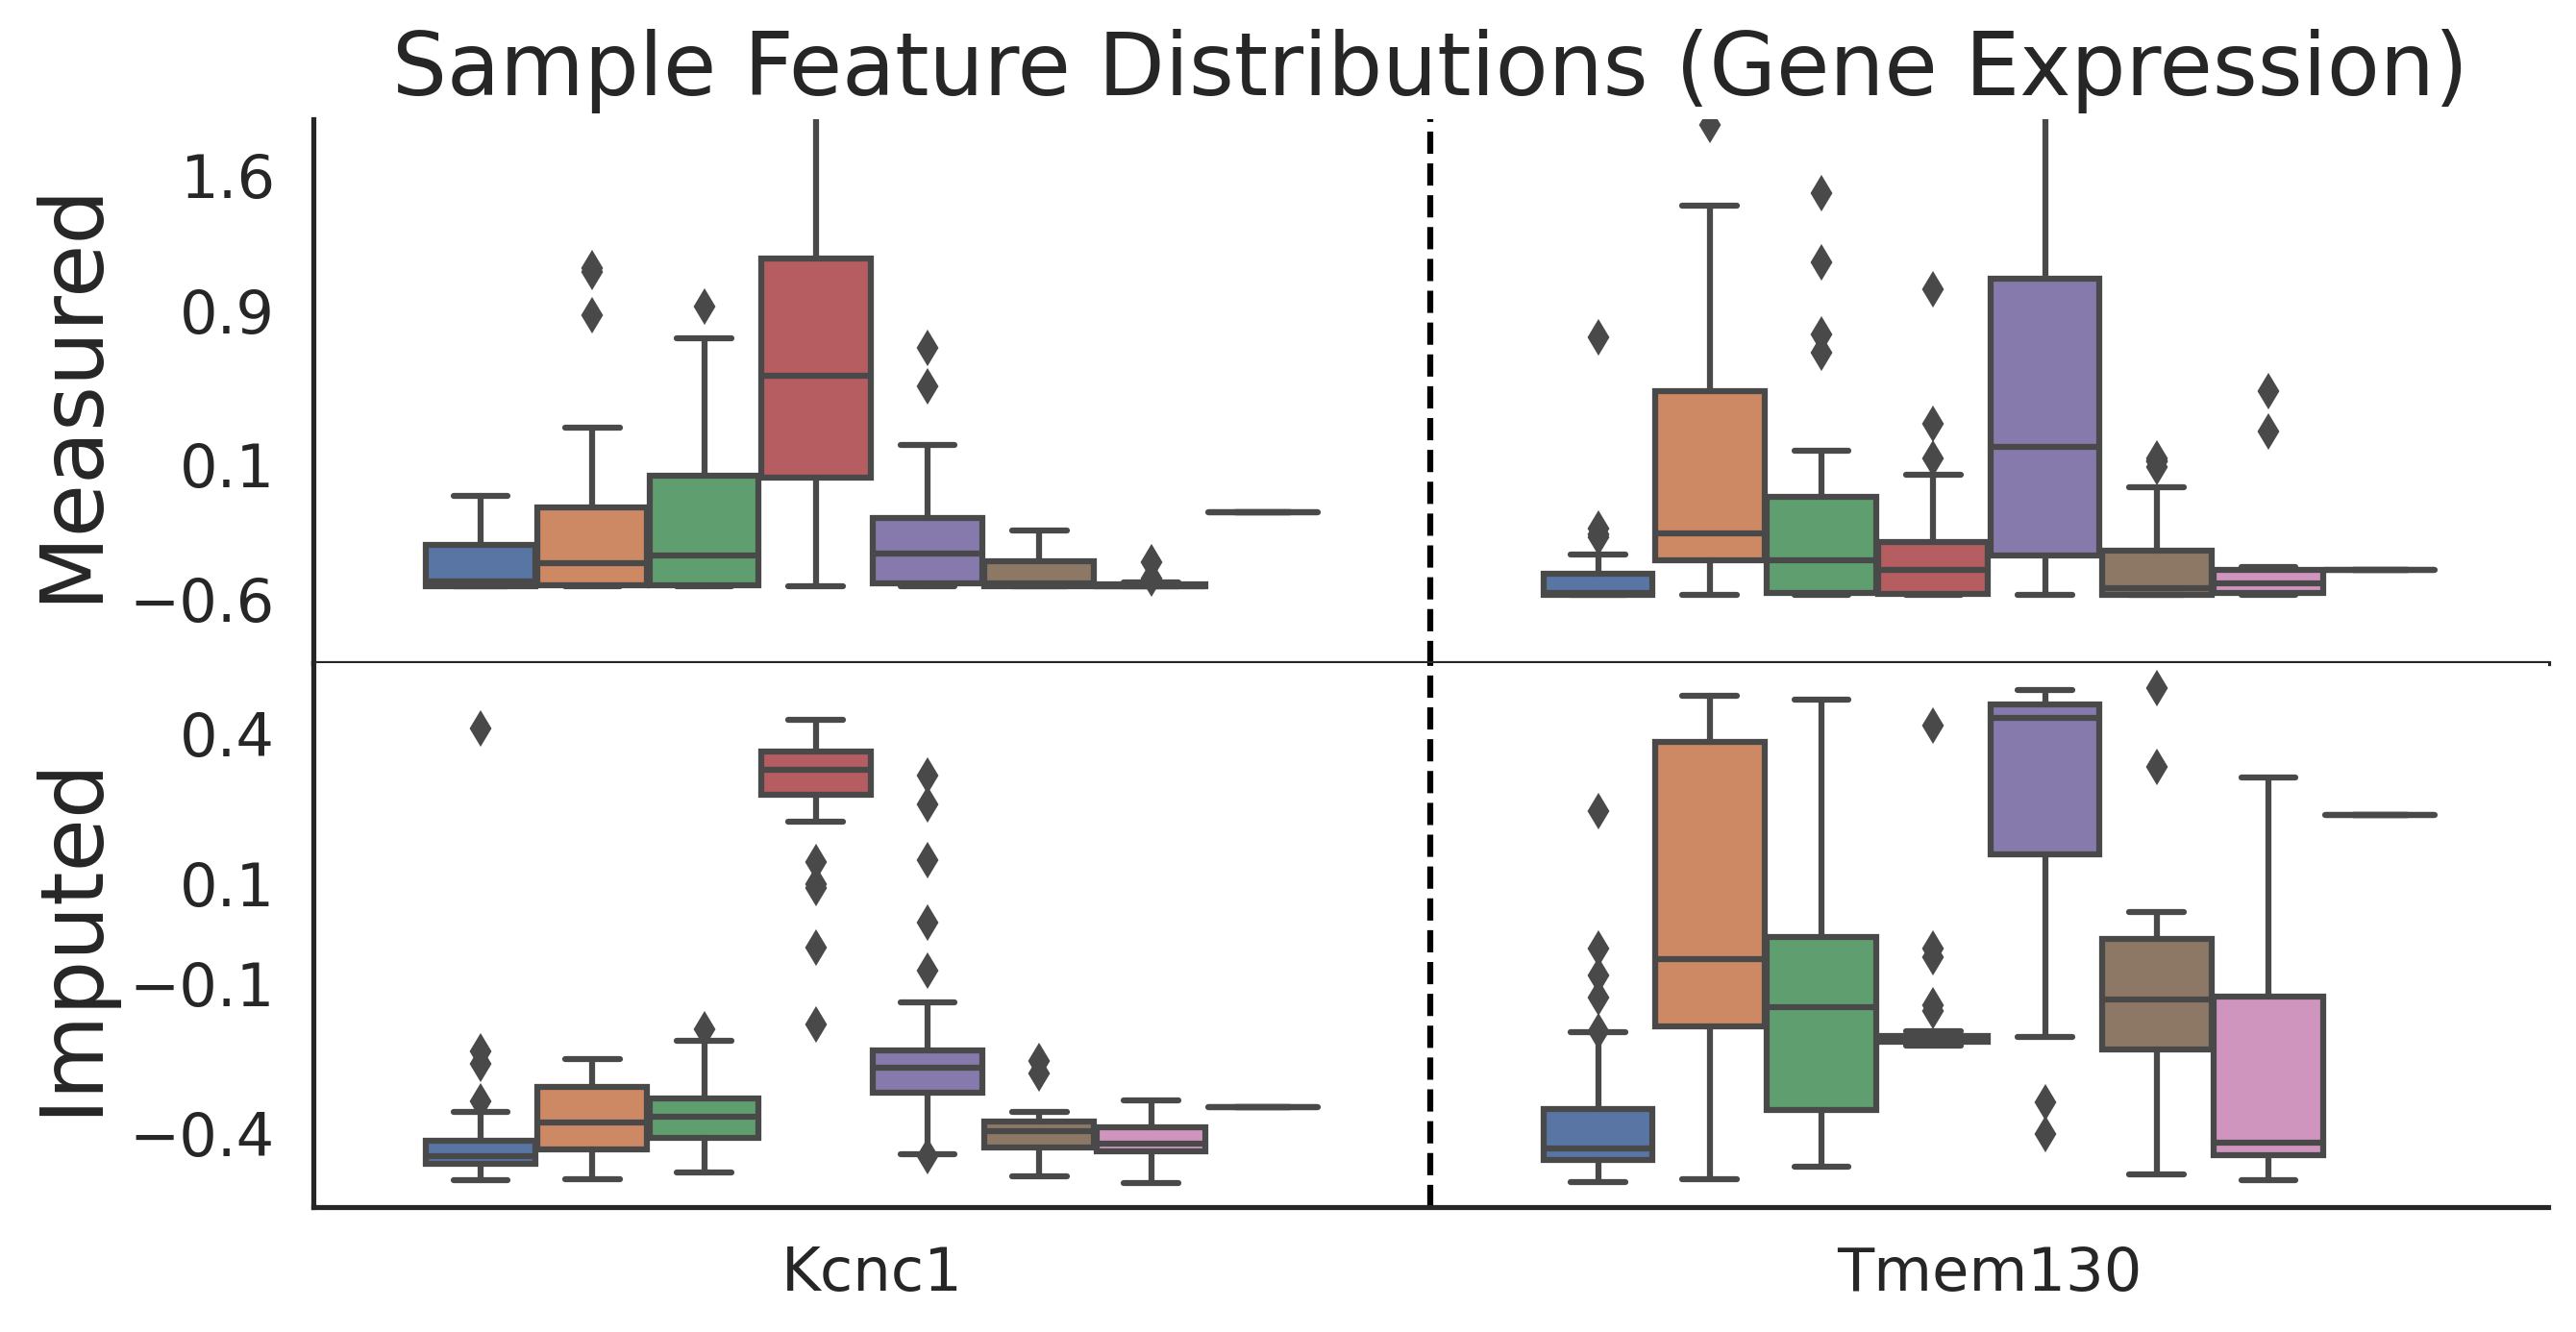 Sample Feature Distributions (Gene Expression)
Measured
1.6
0.9
0.1
−0.6
Imputed
0.4
0.1
−0.1
−0.4
Kcnc1
Tmem130